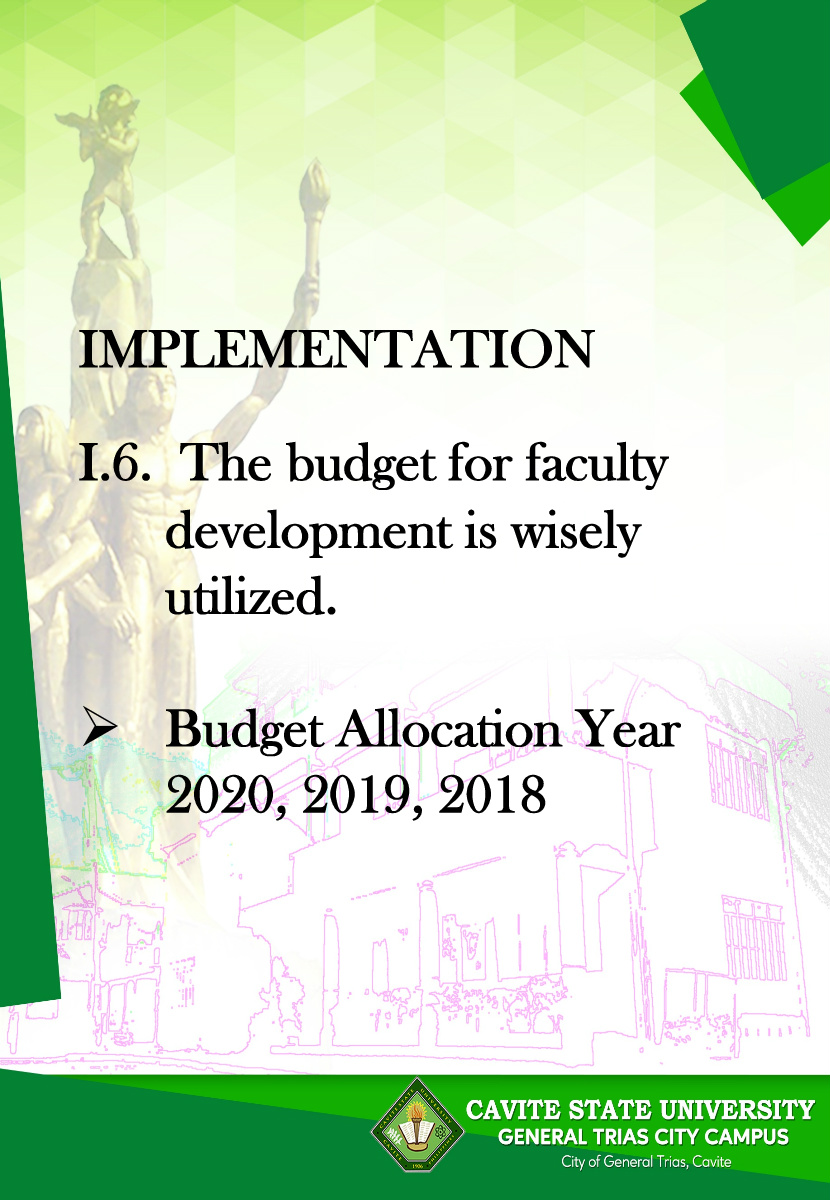 IMPLEMENTATION
I.6. The budget for faculty
development is wisely
utilized.
➢ Budget Allocation Year
2020, 2019, 2018
CAVITE STATE UNIVERSITY
GENERAL TRIAS CITY CAMPUS
City of General Trias, Cavite
1906